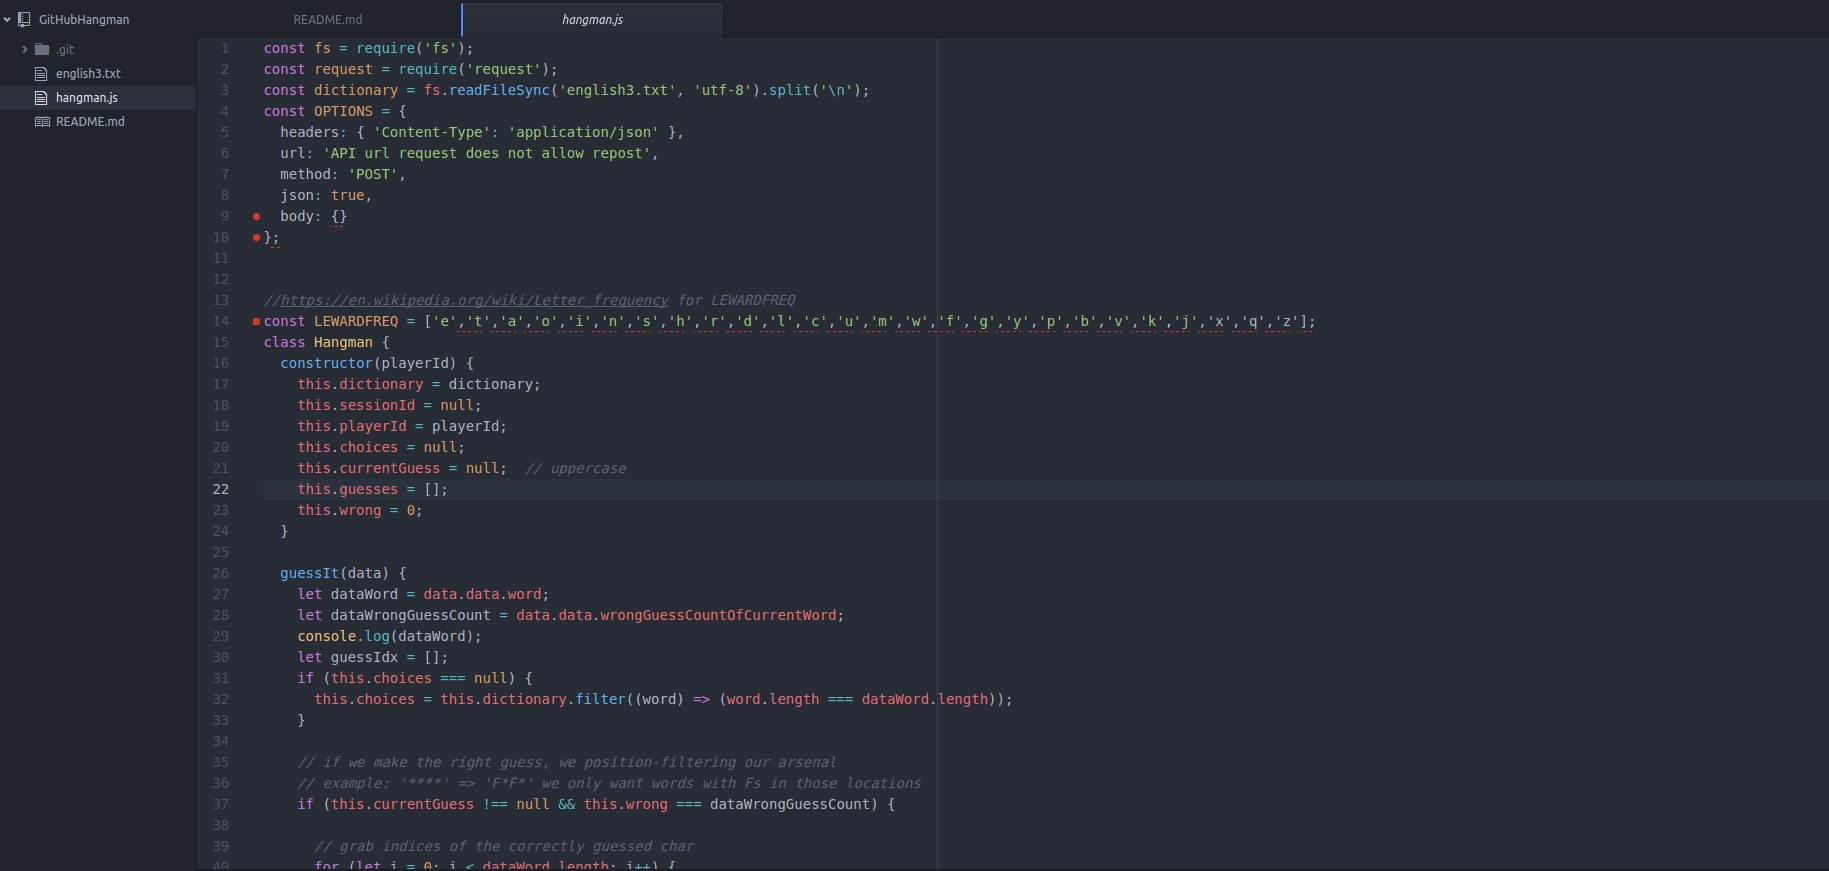 GitHubHangman
.git
english3.txt
hangman.js
README.md
README.md
hangman.js
1 const fs = require('fs');
2 const request = require('request');
3 const dictionary = fs.readFileSync('english3.txt', 'utf-8').split('\n');
4 const OPTIONS = {
5 headers: { 'Content-Type': 'application/json' },
6 url: 'API url request does not allow repost',
7 method: 'POST',
8 json: true,
9 body: {}
10 };
11
12
13 //https://en.wikipedia.org/wiki/Letter_frequency for LEWARDFREQ
14 const LEWARDFREQ = ['e','t','a','o','i','n','s','h','r','d','l','c','u','m','w','f','g','y','p','b','v','k','j','x','q','z'];
15 class Hangman {
16 constructor(playerId) {
17 this.dictionary = dictionary;
18 this.sessionId = null;
19 this.playerId = playerId;
20 this.choices = null;
21 this.currentGuess = null;  // uppercase
22 this.guesses = [];
23 this.wrong = 0;
24 }
25
26 guessIt(data) {
27 let dataWord = data.data.word;
28 let dataWrongGuessCount = data.data.wrongGuessCountOfCurrentWord;
29 console.log(dataWord);
30 let guessIdx = [];
31 if (this.choices === null) {
32 this.choices = this.dictionary.filter((word) => (word.length === dataWord.length));
33 }
34
35 // if we make the right guess, we position-filtering our arsenal
36 // example: '****' => 'F*F*' we only want words with Fs in those locations
37 if (this.currentGuess !== null && this.wrong === dataWrongGuessCount) {
38
39 // grab indices of the correctly guessed char
40 for (let i = 0; i < dataWord.length; i++) {